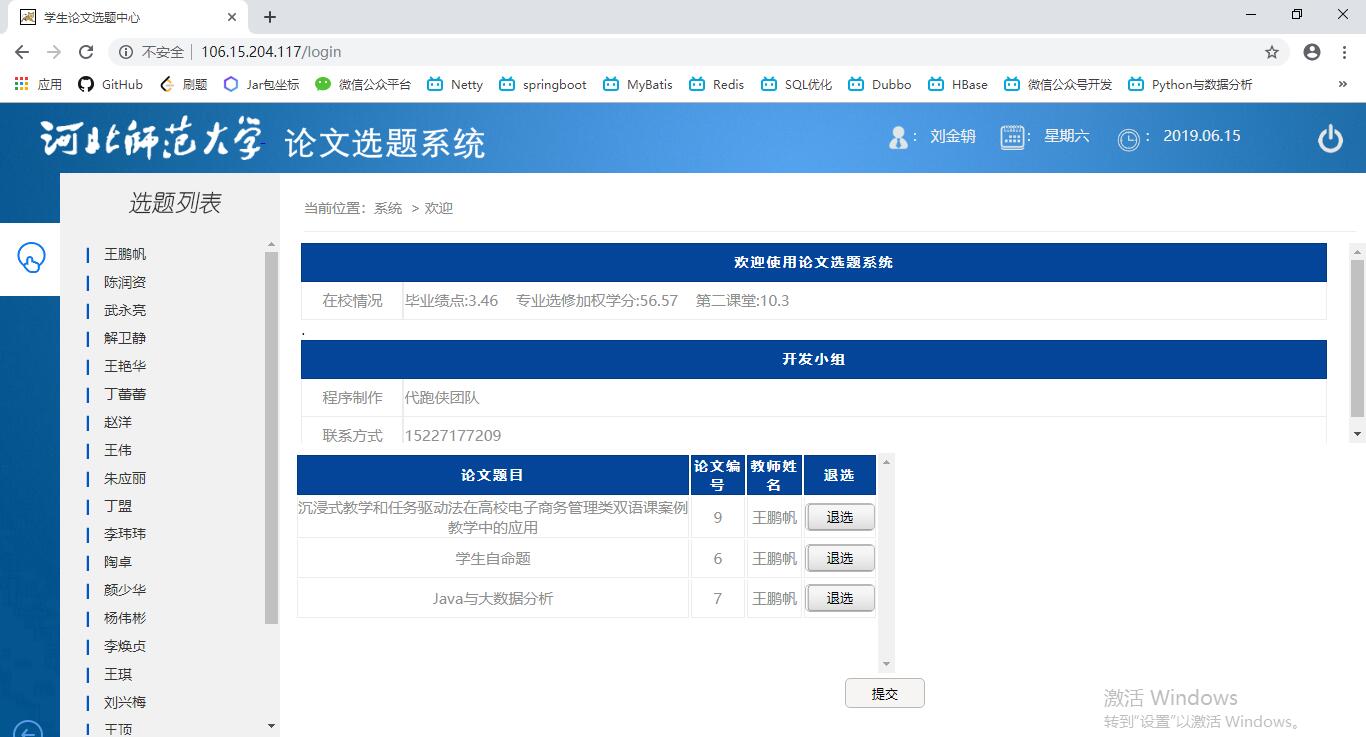 学生论文选题中心
不安全 106.15.204.117/login
应用 GitHub 刷题 Jar包坐标 微信公众平台 Netty springboot MyBatis Redis SQL优化 Dubbo HBase 微信公众号开发 Python与数据分析 »
河北师范大学 论文选题系统 : 刘金钥 : 星期六 : 2019.06.15
选题列表
王鹏帆
陈润资
武永亮
解卫静
王艳华
丁蕾蕾
赵洋
王伟
朱应丽
丁盟
李玮玮
陶卓
颜少华
杨伟彬
李焕贞
王琪
刘兴梅
王顶
当前位置：系统 > 欢迎
欢迎使用论文选题系统
在校情况 毕业绩点:3.46 专业选修加权学分:56.57 第二课堂:10.3
.
开发小组
程序制作 代跑侠团队
联系方式 15227177209
论文题目 论文编号 教师姓名 退选
沉浸式教学和任务驱动法在高校电子商务管理类双语课案例
教学中的应用 9 王鹏帆 退选
学生自命题 6 王鹏帆 退选
Java与大数据分析 7 王鹏帆 退选
提交
激活 Windows
转到"设置"以激活 Windows。